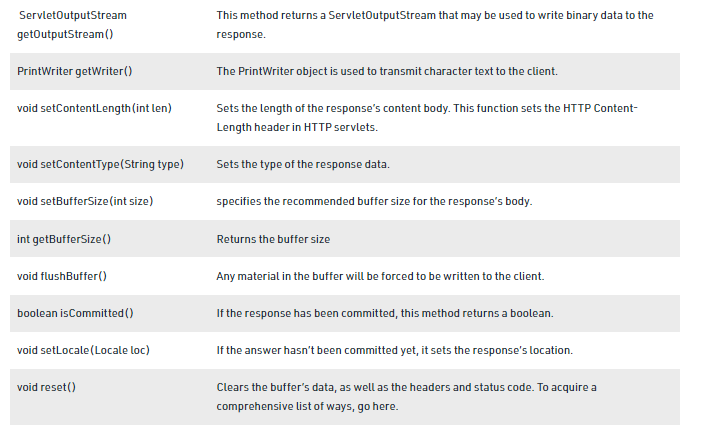 ServletOutputStream
getOutputStream()
This method returns a ServletOutputStream that may be used to write binary data to the
response.
PrintWriter getWriter()
The PrintWriter object is used to transmit character text to the client.
void setContentLength(int len)
Sets the length of the response’s content body. This function sets the HTTP Content-
Length header in HTTP servlets.
void setContentType(String type)
Sets the type of the response data.
void setBufferSize(int size)
specifies the recommended buffer size for the response’s body.
int getBufferSize()
Returns the buffer size
void flushBuffer()
Any material in the buffer will be forced to be written to the client.
boolean isCommitted()
If the response has been committed, this method returns a boolean.
void setLocale(Locale loc)
If the answer hasn’t been committed yet, it sets the response’s location.
void reset()
Clears the buffer’s data, as well as the headers and status code. To acquire a
comprehensive list of ways, go here.